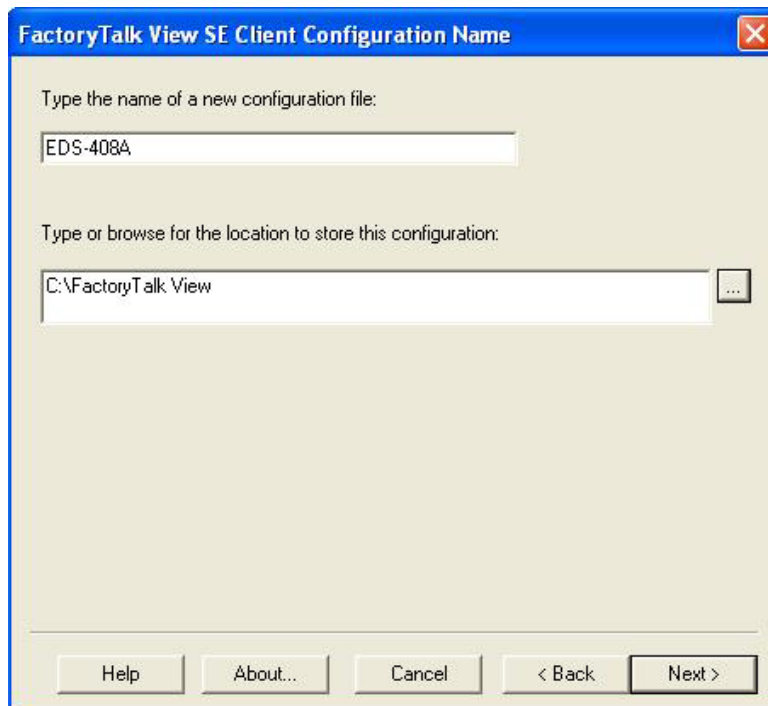 FactoryTalk View SE Client Configuration Name
Type the name of a new configuration file:
EDS-408A
Type or browse for the location to store this configuration:
C:\FactoryTalk View
...
Help
About...
Cancel
< Back
Next >